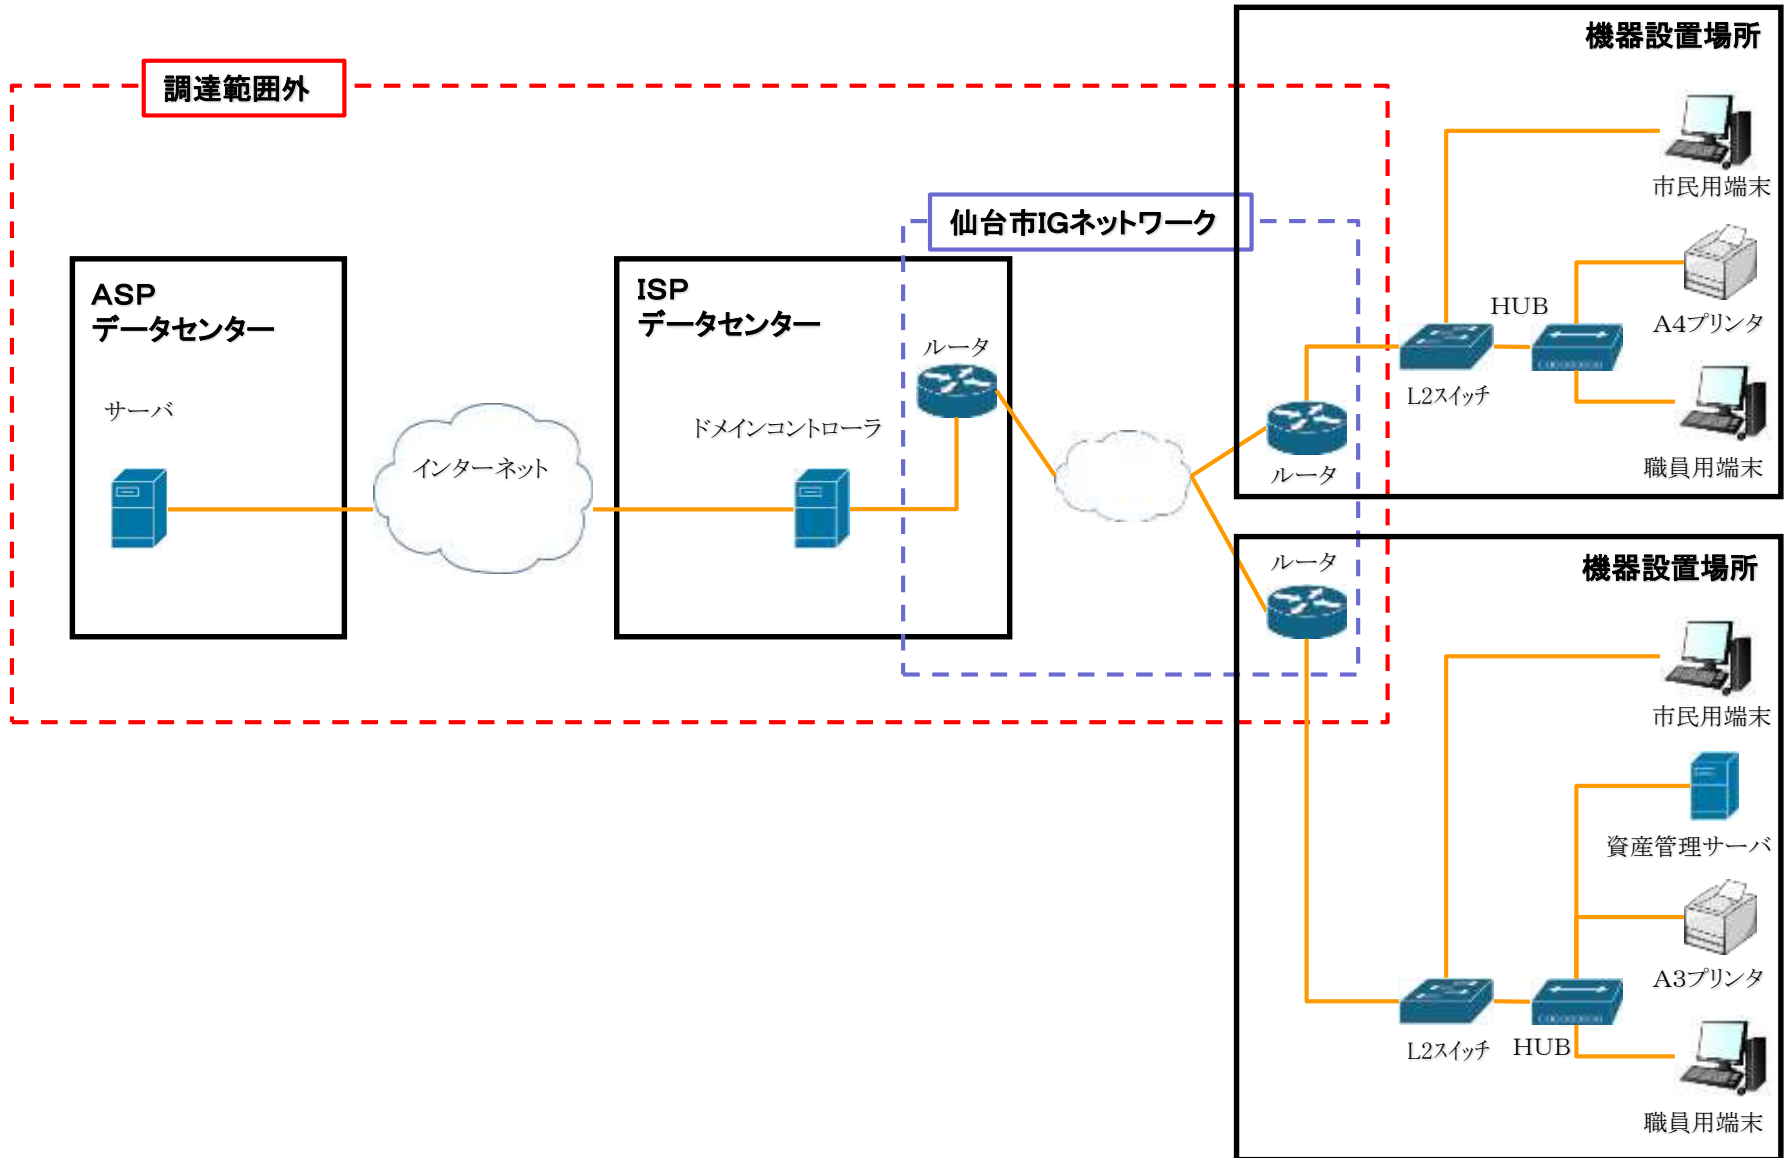 機器設置場所
調達範囲外
市民用端末
仙台市IGネットワーク
ASP
データセンター
ISP
データセンター
HUB
A4プリンタ
ルータ
L2スイッチ
サーバ
ドメインコントローラ
インターネット
ルータ
職員用端末
ルータ
機器設置場所
市民用端末
資産管理サーバ
A3プリンタ
L2スイッチ
HUB
職員用端末